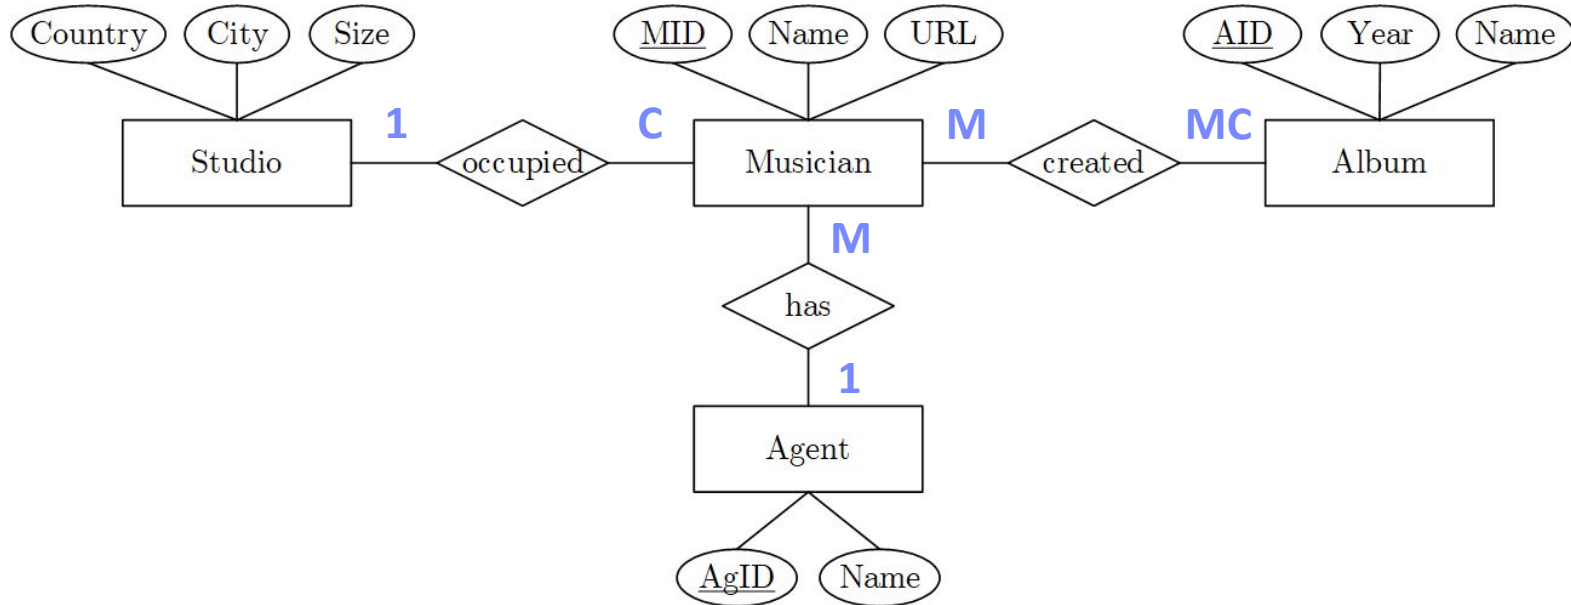 Country City Size MID Name URL AID Year Name
1 C M MC
Studio occupied Musician created Album
M
has
1
Agent
AgID Name